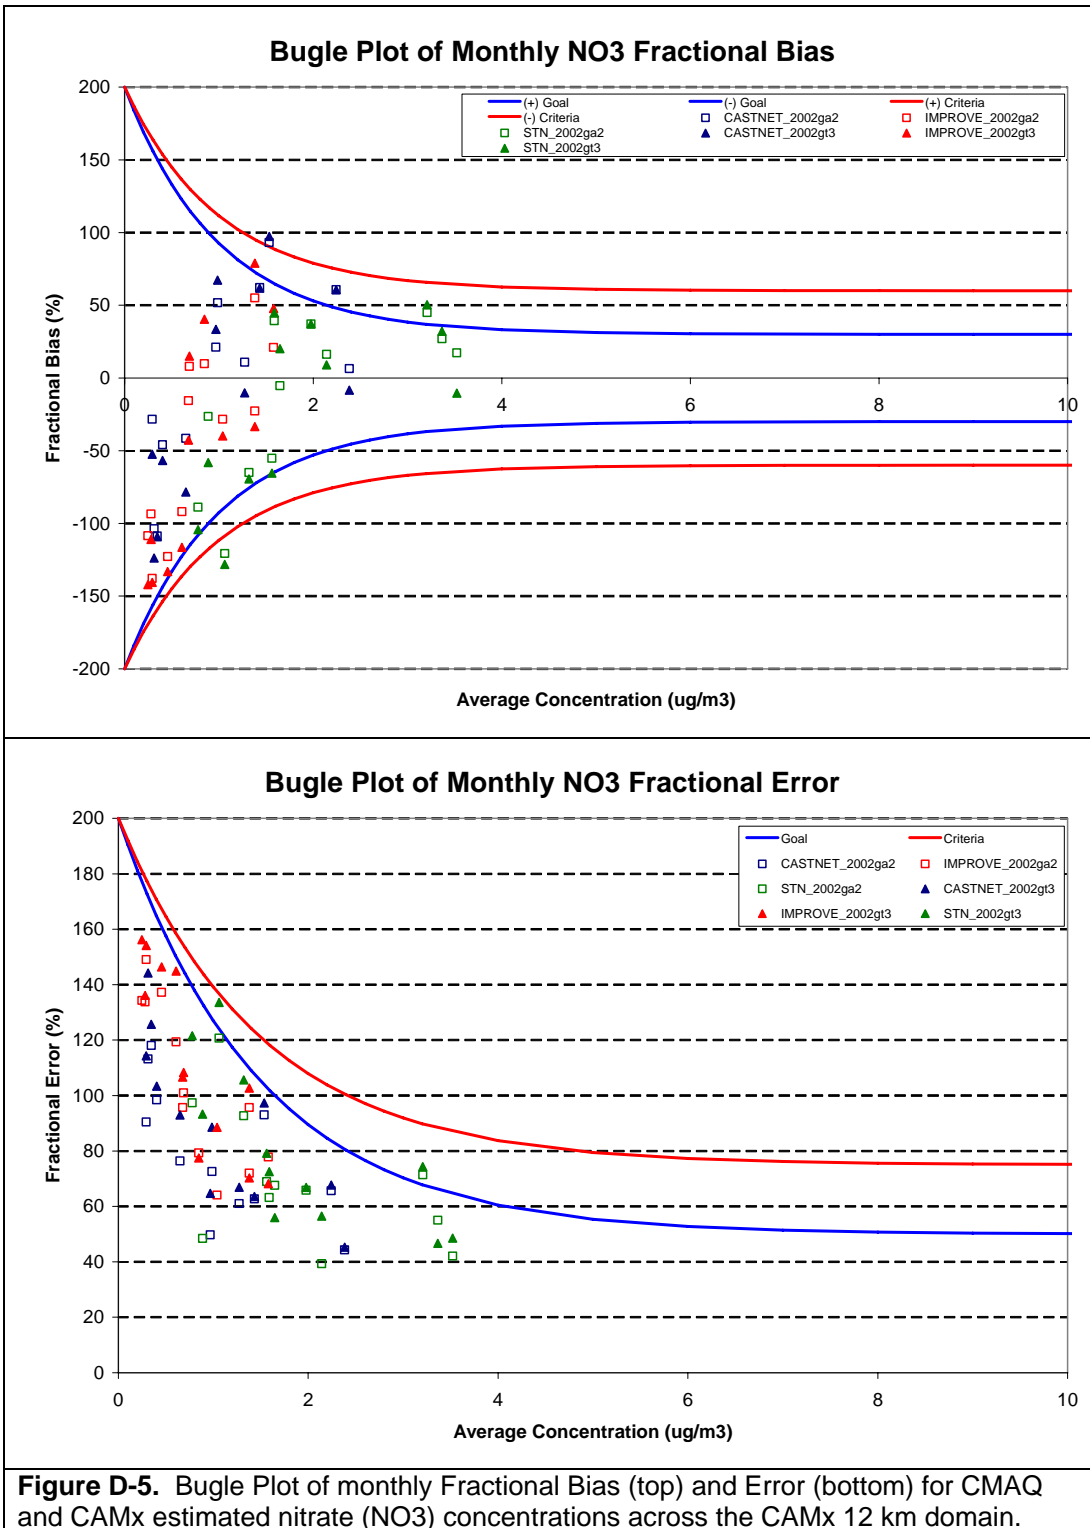 Bugle Plot of Monthly NO3 Fractional Bias
200
150
100
50
0
-50
-100
-150
-200
Fractional Bias (%)
(+) Goal
(-) Goal
(+) Criteria
(-) Criteria
CASTNET_2002ga2
IMPROVE_2002ga2
STN_2002ga2
CASTNET_2002gt3
IMPROVE_2002gt3
STN_2002gt3
0 2 4 6 8 10
Average Concentration (ug/m3)
Bugle Plot of Monthly NO3 Fractional Error
200
180
160
140
120
100
80
60
40
20
0
Fractional Error (%)
Goal
Criteria
CASTNET_2002ga2
IMPROVE_2002ga2
STN_2002ga2
CASTNET_2002gt3
IMPROVE_2002gt3
STN_2002gt3
0 2 4 6 8 10
Average Concentration (ug/m3)
Figure D-5. Bugle Plot of monthly Fractional Bias (top) and Error (bottom) for CMAQ
and CAMx estimated nitrate (NO3) concentrations across the CAMx 12 km domain.